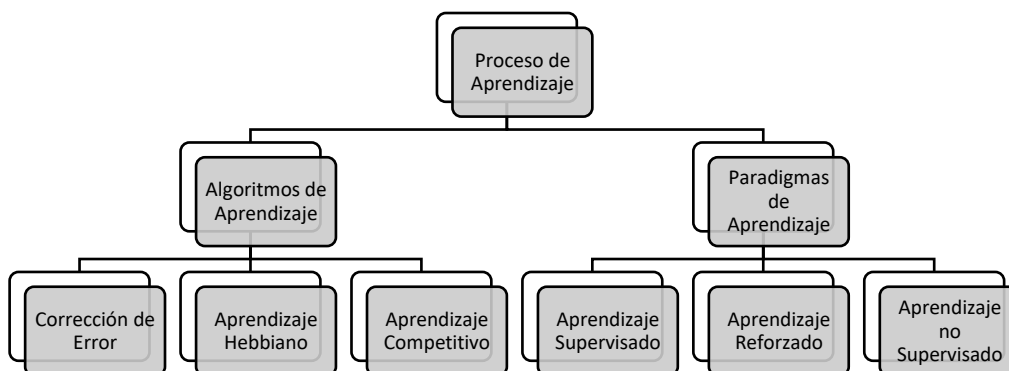 Proceso de
Aprendizaje
Algoritmos de
Aprendizaje
Paradigmas
de
Aprendizaje
Corrección de
Error
Aprendizaje
Hebbiano
Aprendizaje
Competitivo
Aprendizaje
Supervisado
Aprendizaje
Reforzado
Aprendizaje
no
Supervisado